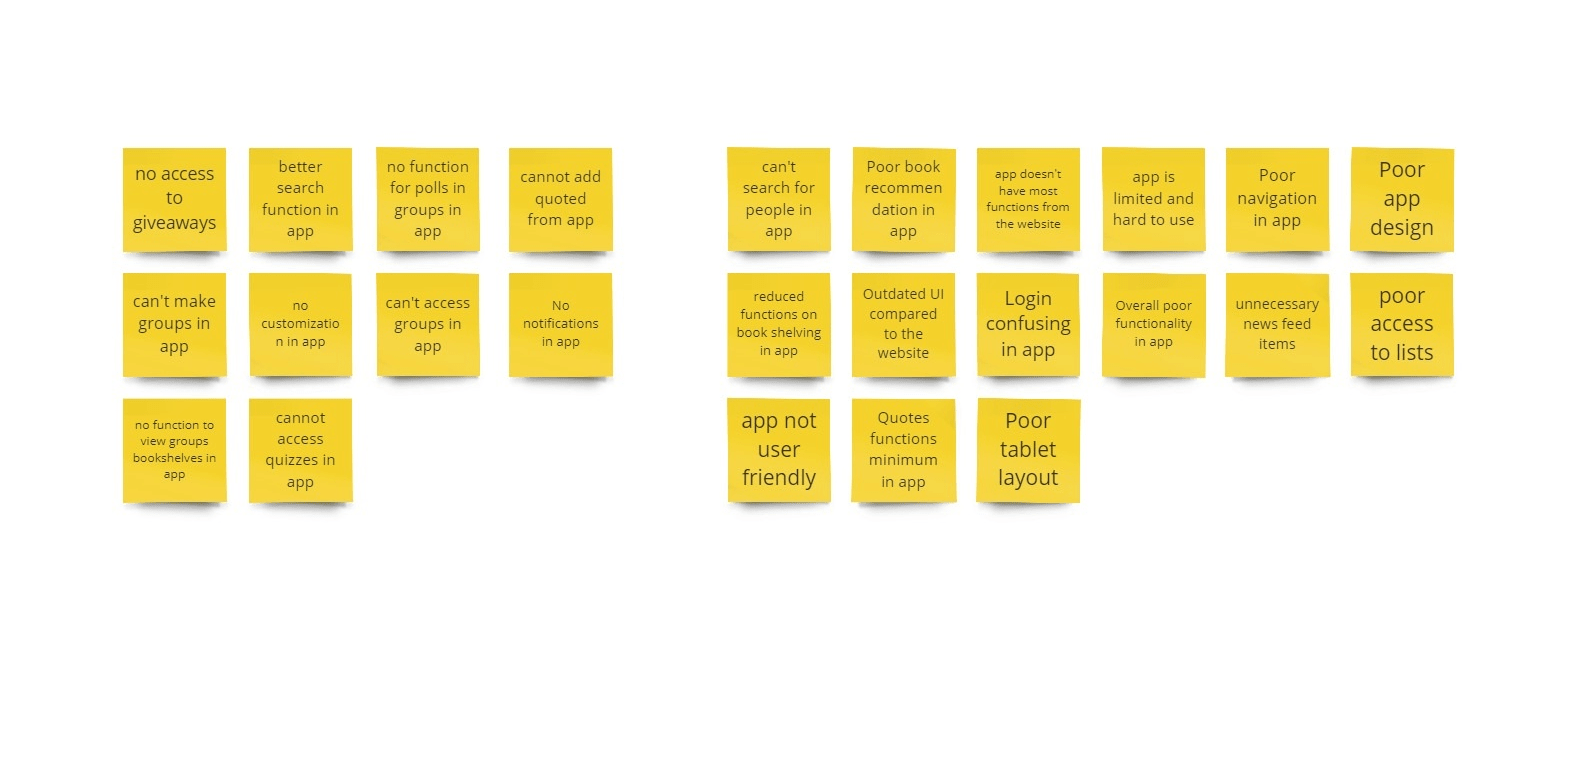 no access
to
giveaways
better
search
function in
app
no function
for polls in
groups in
app
cannot add
quoted
from app
can't make
groups in
app
no
customizatio
n in app
can't access
groups in
app
No
notifications
in app
no function to
view groups
bookshelves in
app
cannot
access
quizzes in
app
can't
search for
people in
app
Poor book
recommen
dation in
app
app doesn't
have most
functions from
the website
app is
limited and
hard to use
Poor
navigation
in app
Poor
app
design
reduced
functions on
book shelving
in app
Outdated UI
compared
to the
website
Login
confusing
in app
Overall poor
functionality
in app
unnecessary
news feed
items
poor
access
to lists
app not
user
friendly
Quotes
functions
minimum
in app
Poor
tablet
layout